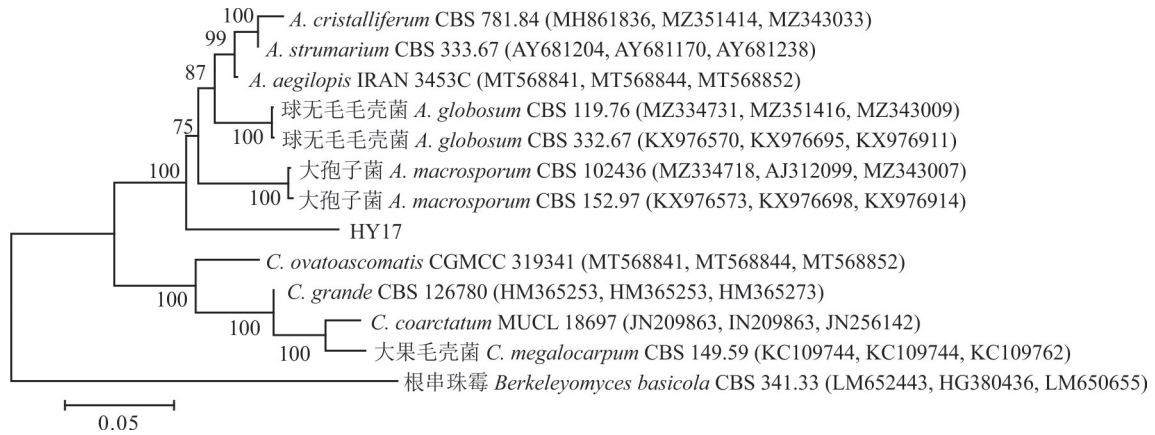 100
A. cristalliferum CBS 781.84 (MH861836, MZ351414, MZ343033)
99
A. strumarium CBS 333.67 (AY681204, AY681170, AY681238)
87
A. aegilopis IRAN 3453C (MT568841, MT568844, MT568852)
球无毛毛壳菌 A. globosum CBS 119.76 (MZ334731, MZ351416, MZ343009)
75
100
球无毛毛壳菌 A. globosum CBS 332.67 (KX976570, KX976695, KX976911)
100
大孢子菌 A. macrosporum CBS 102436 (MZ334718, AJ312099, MZ343007)
100
大孢子菌 A. macrosporum CBS 152.97 (KX976573, KX976698, KX976914)
HY17
C. ovatoascomatis CGMCC 319341 (MT568841, MT568844, MT568852)
100
C. grande CBS 126780 (HM365253, HM365253, HM365273)
100
C. coarctatum MUCL 18697 (JN209863, IN209863, JN256142)
100
大果毛壳菌 C. megalocarpum CBS 149.59 (KC109744, KC109744, KC109762)
根串珠霉 Berkeleyomyces basicola CBS 341.33 (LM652443, HG380436, LM650655)
0.05